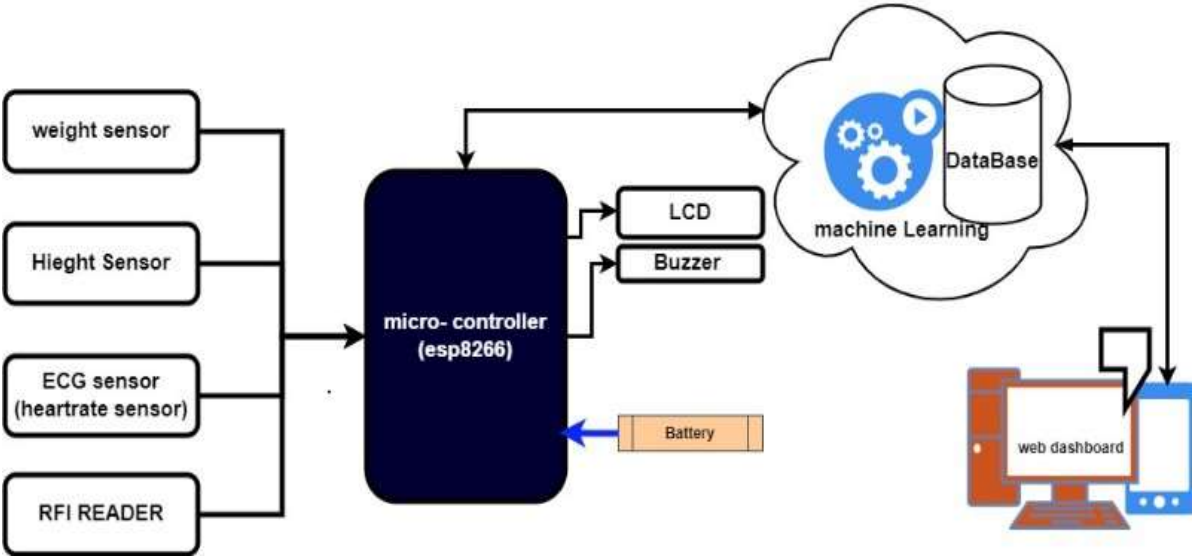 weight sensor
Hieght Sensor
ECG sensor
(heartrate sensor)
RFI READER
micro- controller
(esp8266)
LCD
Buzzer
Battery
DataBase
machine Learning
web dashboard